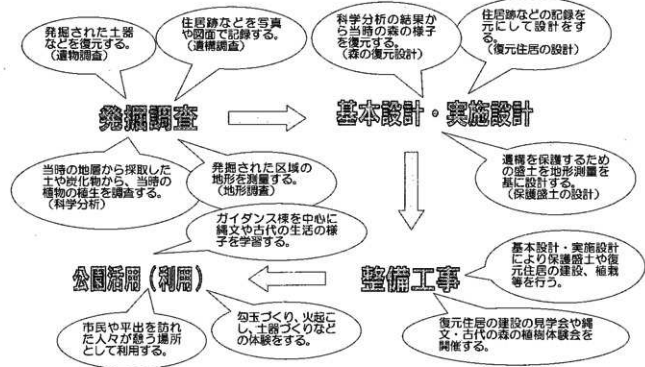 発掘された土器
などを復元する。
(遺物調査)
住居跡などを写真
や図面で記録する。
(遺構調査)
科学分析の結果か
ら当時の森の様子
を復元する。
(森の復元設計)
住居跡などの記録を
元にして設計をす
る。
(復元住居の設計)
発掘調査
基本設計・実施設計
当時の地層から採取した
土や炭化物から、当時の
植物の植生を調査する。
(科学分析)
発掘された区域の
地形を測量する。
(地形調査)
遺構を保護するため
の盛土を地形測量を
基に設計する。
(保護盛土の設計)
ガイダンス棟を中心に
縄文や古代の生活の様
子を学習する。
基本設計・実施設計
により保護盛土や復
元住居の建設、植栽
等を行う。
公園活用(利用)
整備工事
市民や平出を訪れ
た人々が憩う場所
として利用する。
勾玉づくり、火起こ
し、土器づくりなど
の体験をする。
復元住居の建設の見学会や縄
文・古代の森の植樹体験会を
開催する。